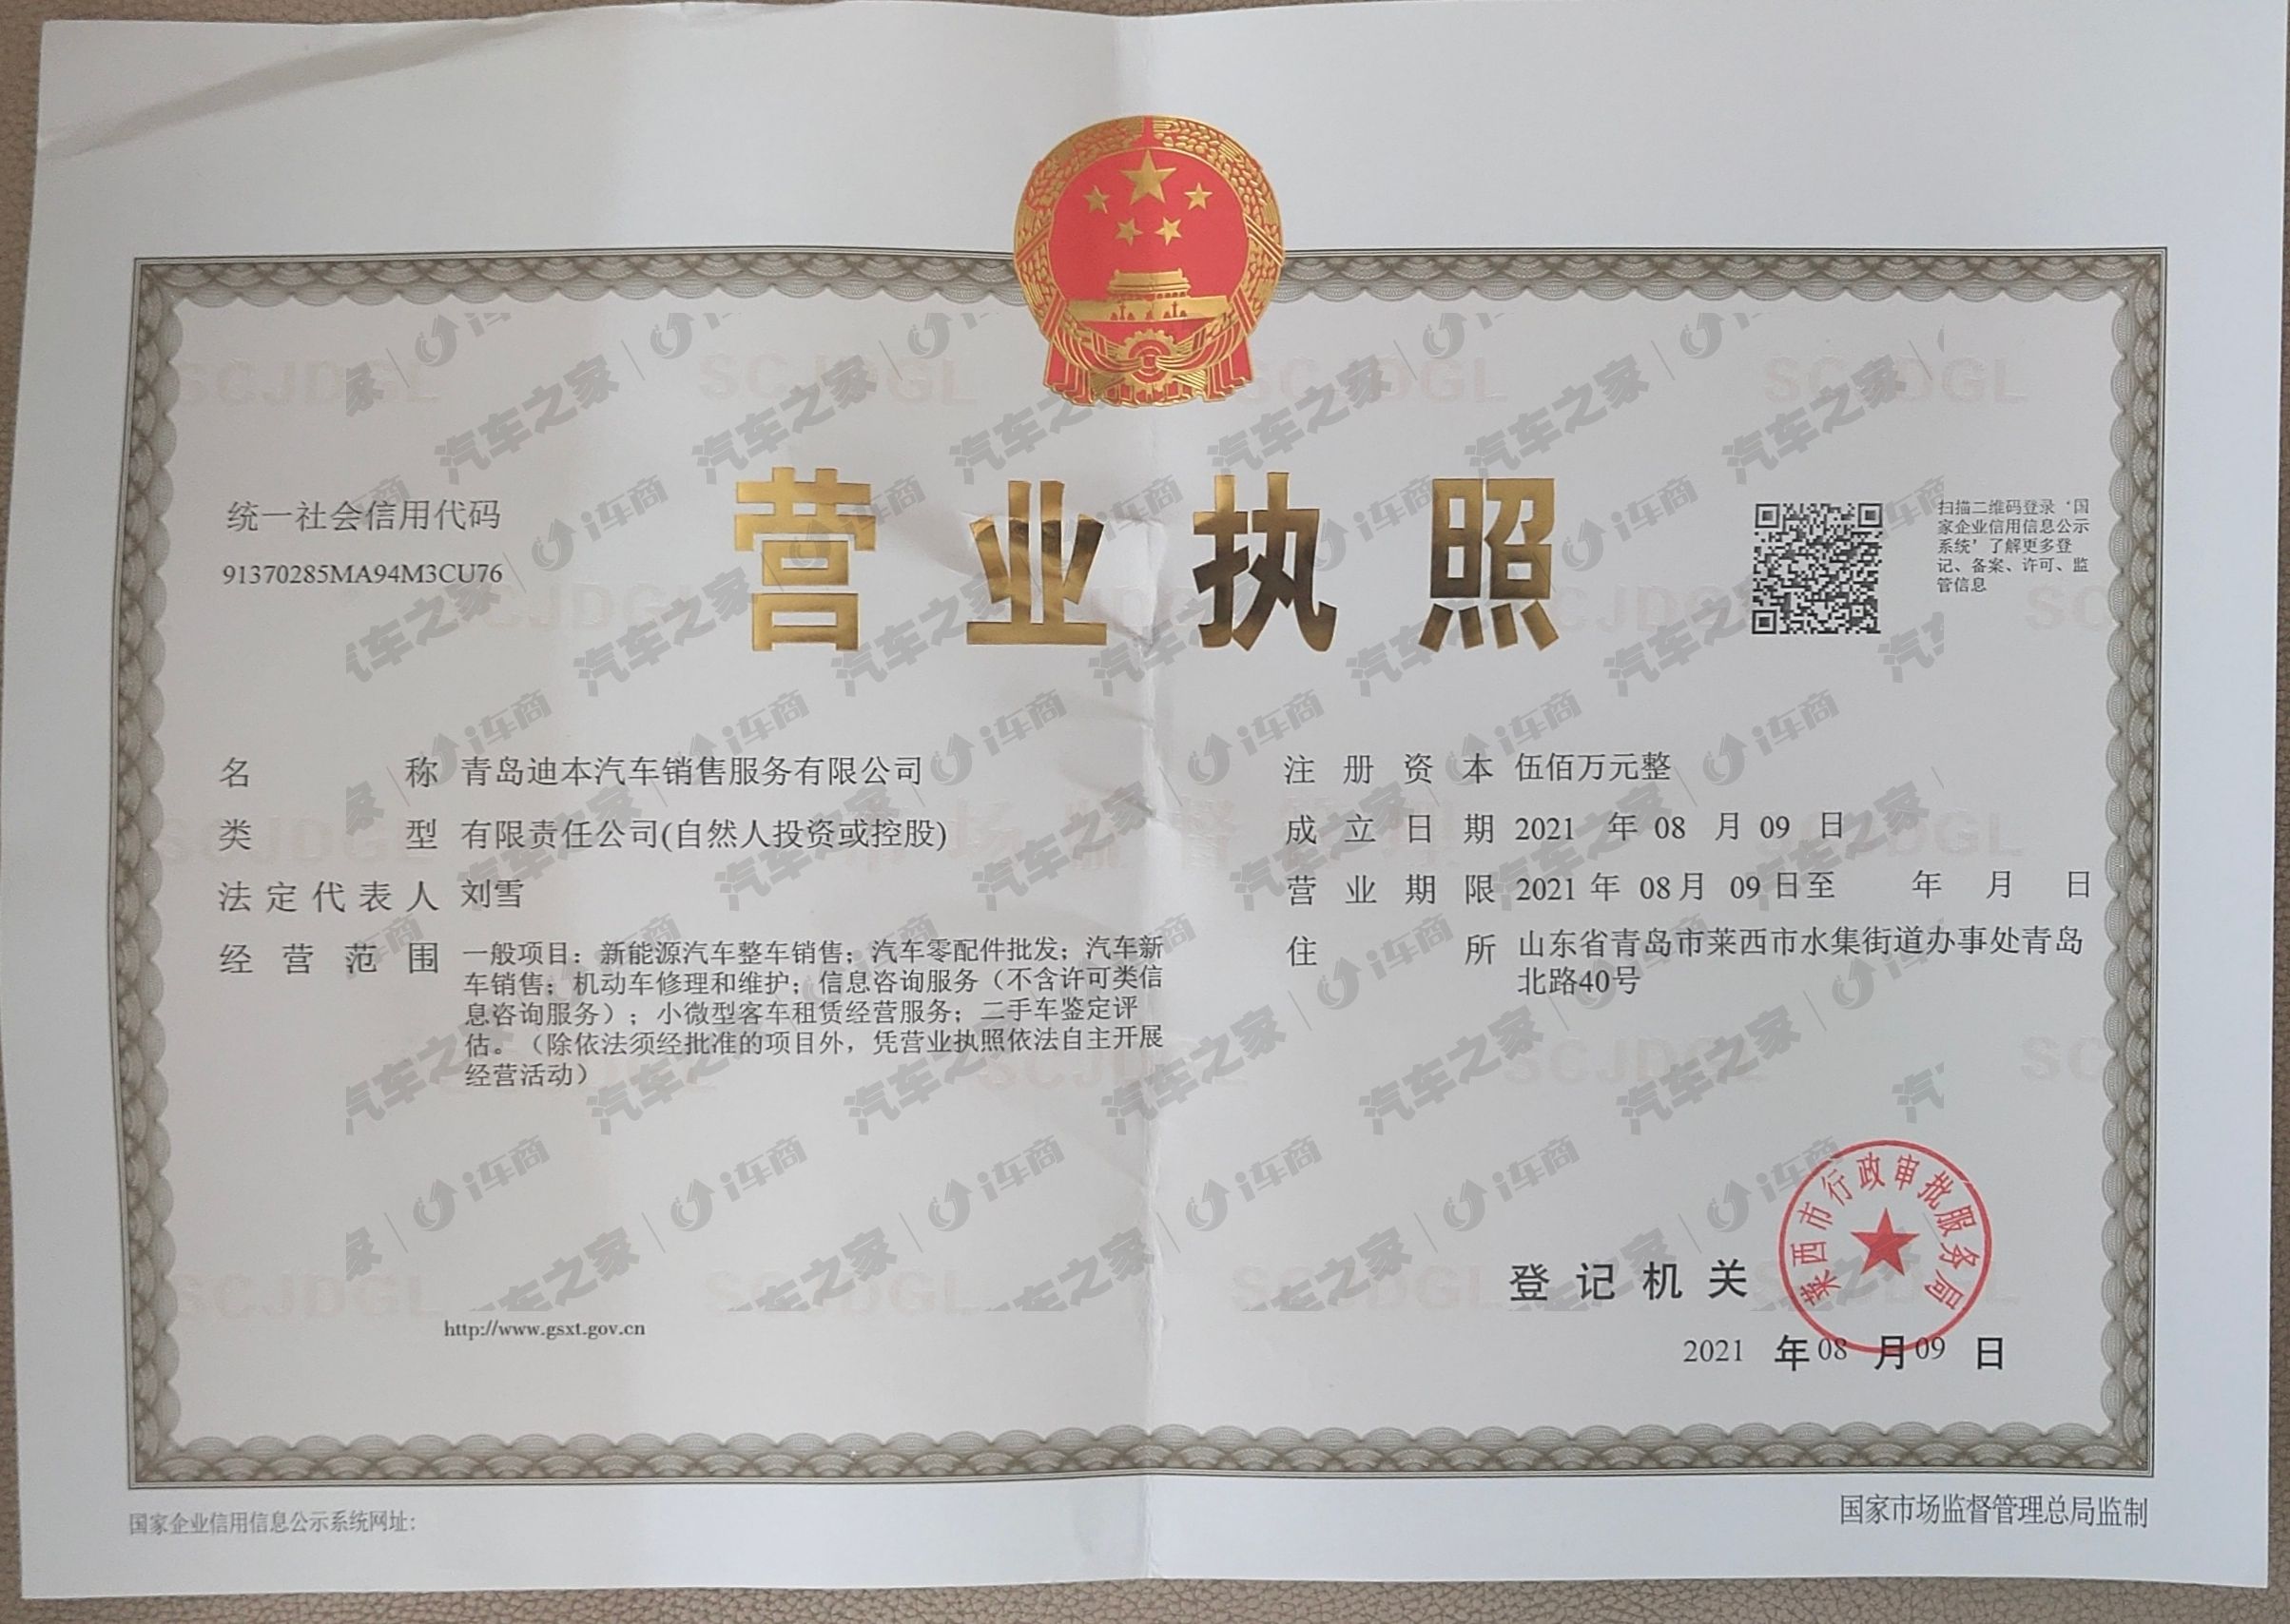 营业执照
统一社会信用代码
91370285MA94M3CU76
扫描二维码登录‘国
家企业信用信息公示
系统’了解更多登
记、备案、许可、监
管信息
名称 青岛迪本汽车销售服务有限公司
类型 有限责任公司(自然人投资或控股)
法定代表人 刘雪
经营范围 一般项目：新能源汽车整车销售；汽车零配件批发；汽车新
车销售；机动车修理和维护；信息咨询服务（不含许可类信
息咨询服务）；小微型客车租赁经营服务；二手车鉴定评
估。（除依法须经批准的项目外，凭营业执照依法自主开展
经营活动）
注册资本 伍佰万元整
成立日期 2021 年 08 月 09 日
营业期限 2021 年 08 月 09 日至 年 月 日
住所 山东省青岛市莱西市水集街道办事处青岛
北路40号
登记机关
莱西市行政审批服务局
2021 年 08 月 09 日
http://www.gsxt.gov.cn
国家企业信用信息公示系统网址：
国家市场监督管理总局监制
汽车之家 | i车商
SCJDGL